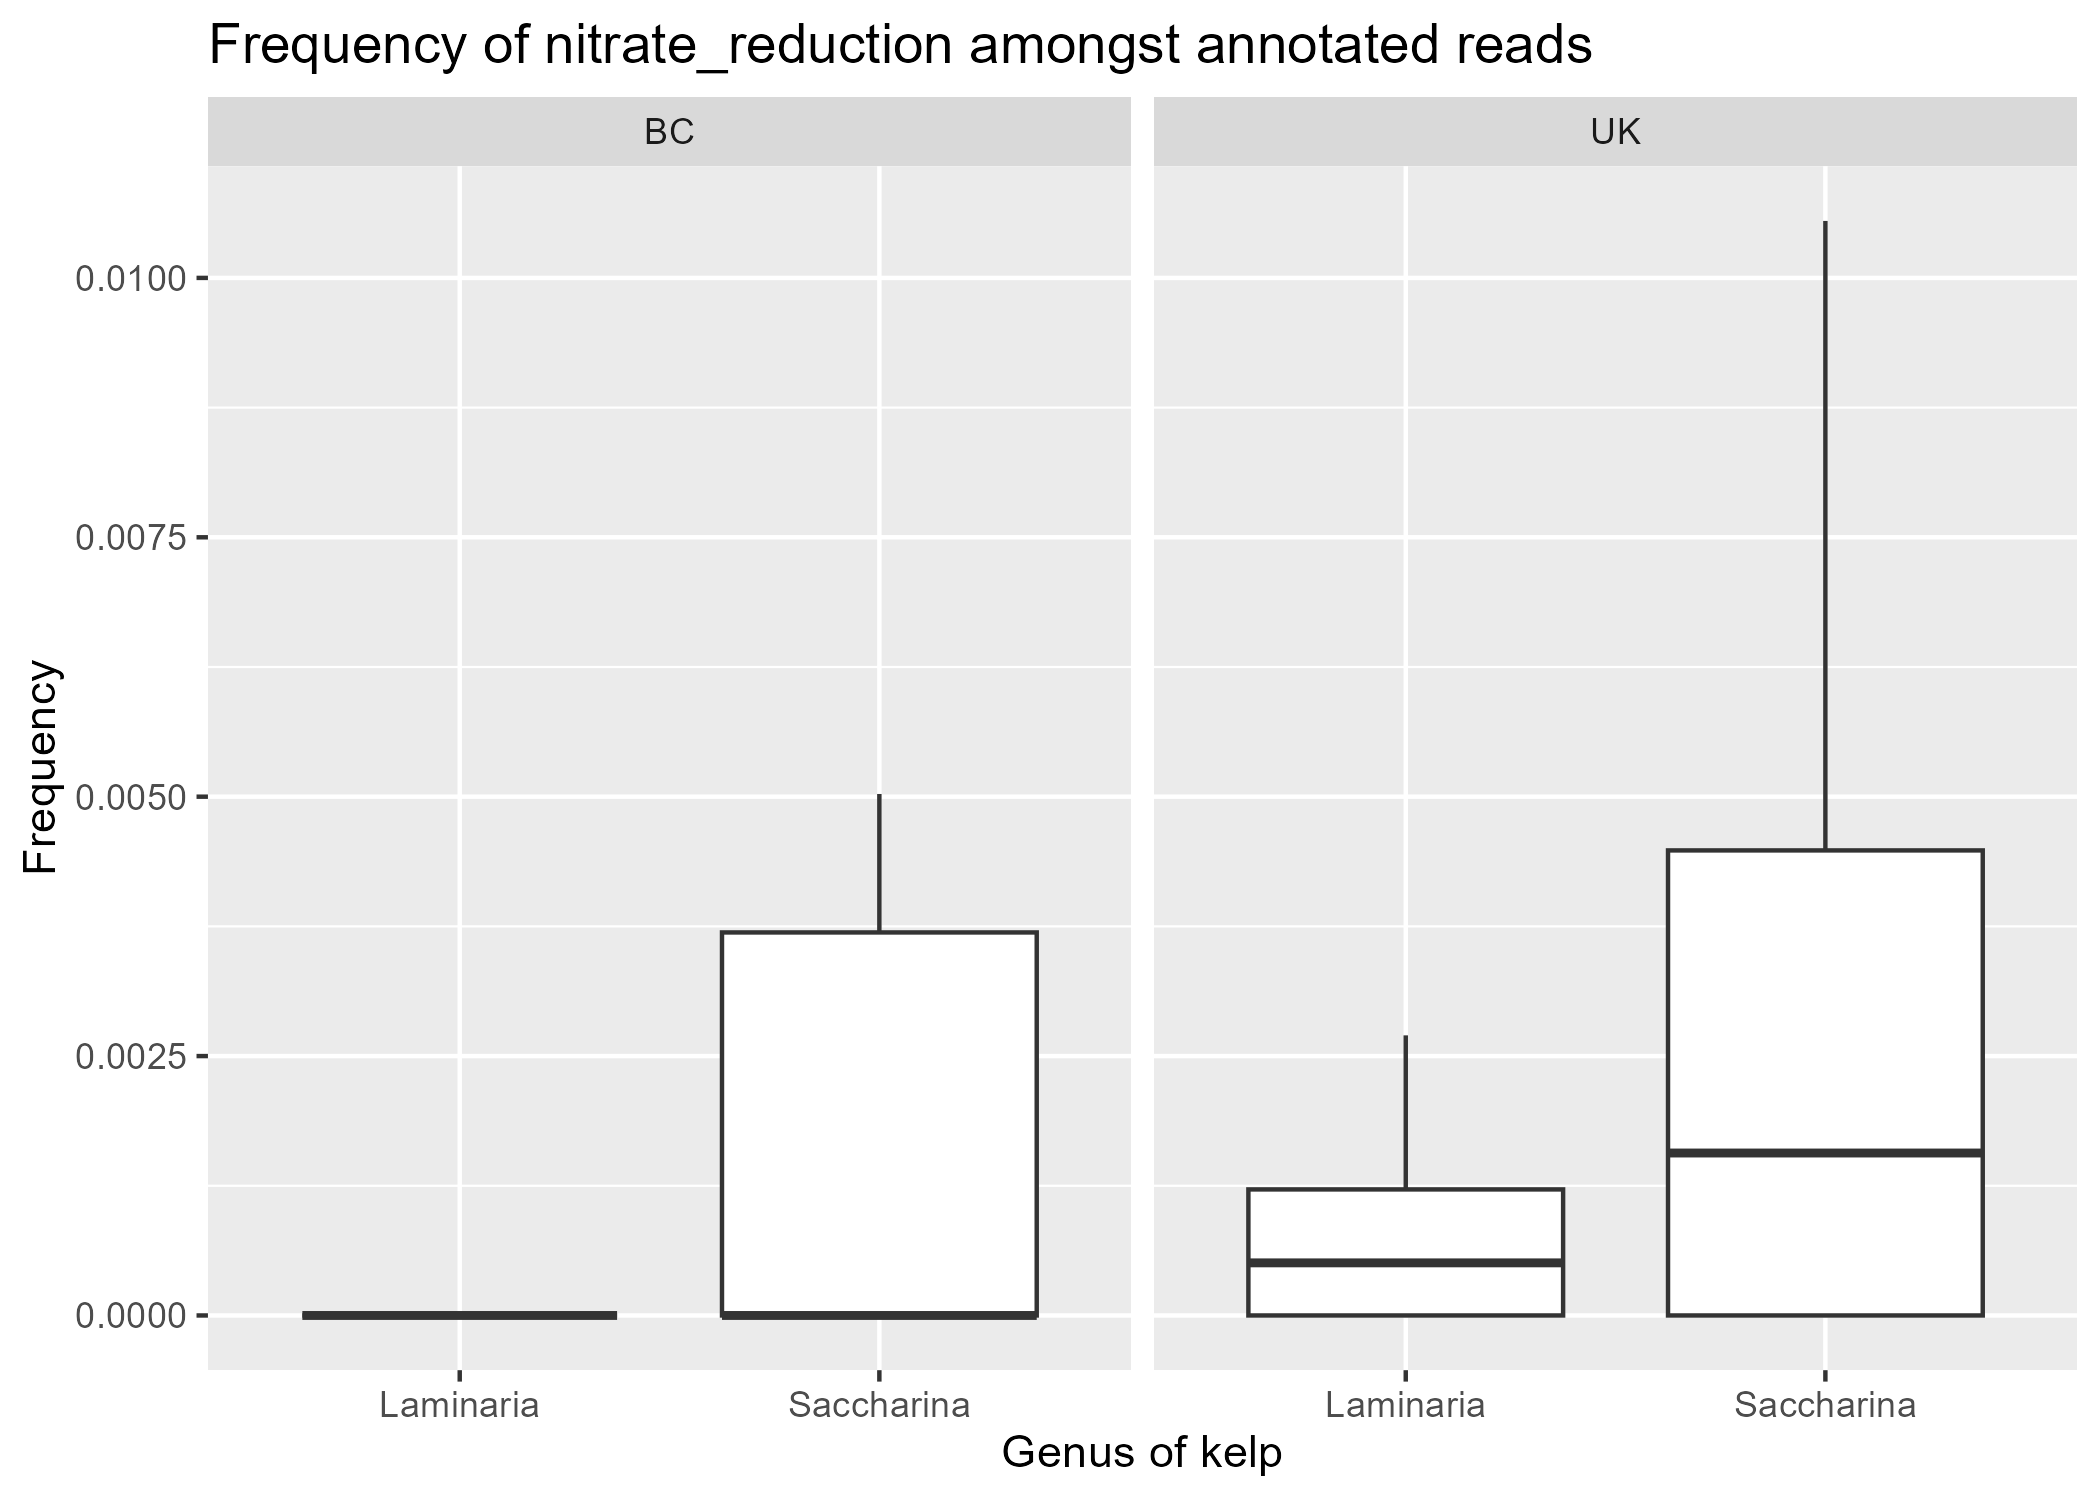 Frequency of nitrate_reduction amongst annotated reads
BC
UK
0.0100
0.0075
0.0050
0.0025
0.0000
Frequency
Laminaria
Saccharina
Laminaria
Saccharina
Genus of kelp